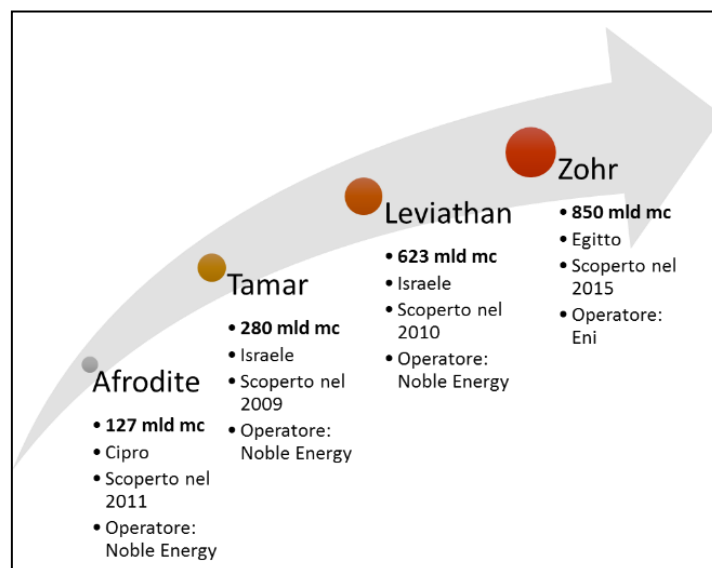 Afrodite
• 127 mld mc
• Cipro
• Scoperto nel
2011
• Operatore:
Noble Energy
Tamar
• 280 mld mc
• Israele
• Scoperto nel
2009
• Operatore:
Noble Energy
Leviathan
• 623 mld mc
• Israele
• Scoperto nel
2010
• Operatore:
Noble Energy
Zohr
• 850 mld mc
• Egitto
• Scoperto nel
2015
• Operatore:
Eni